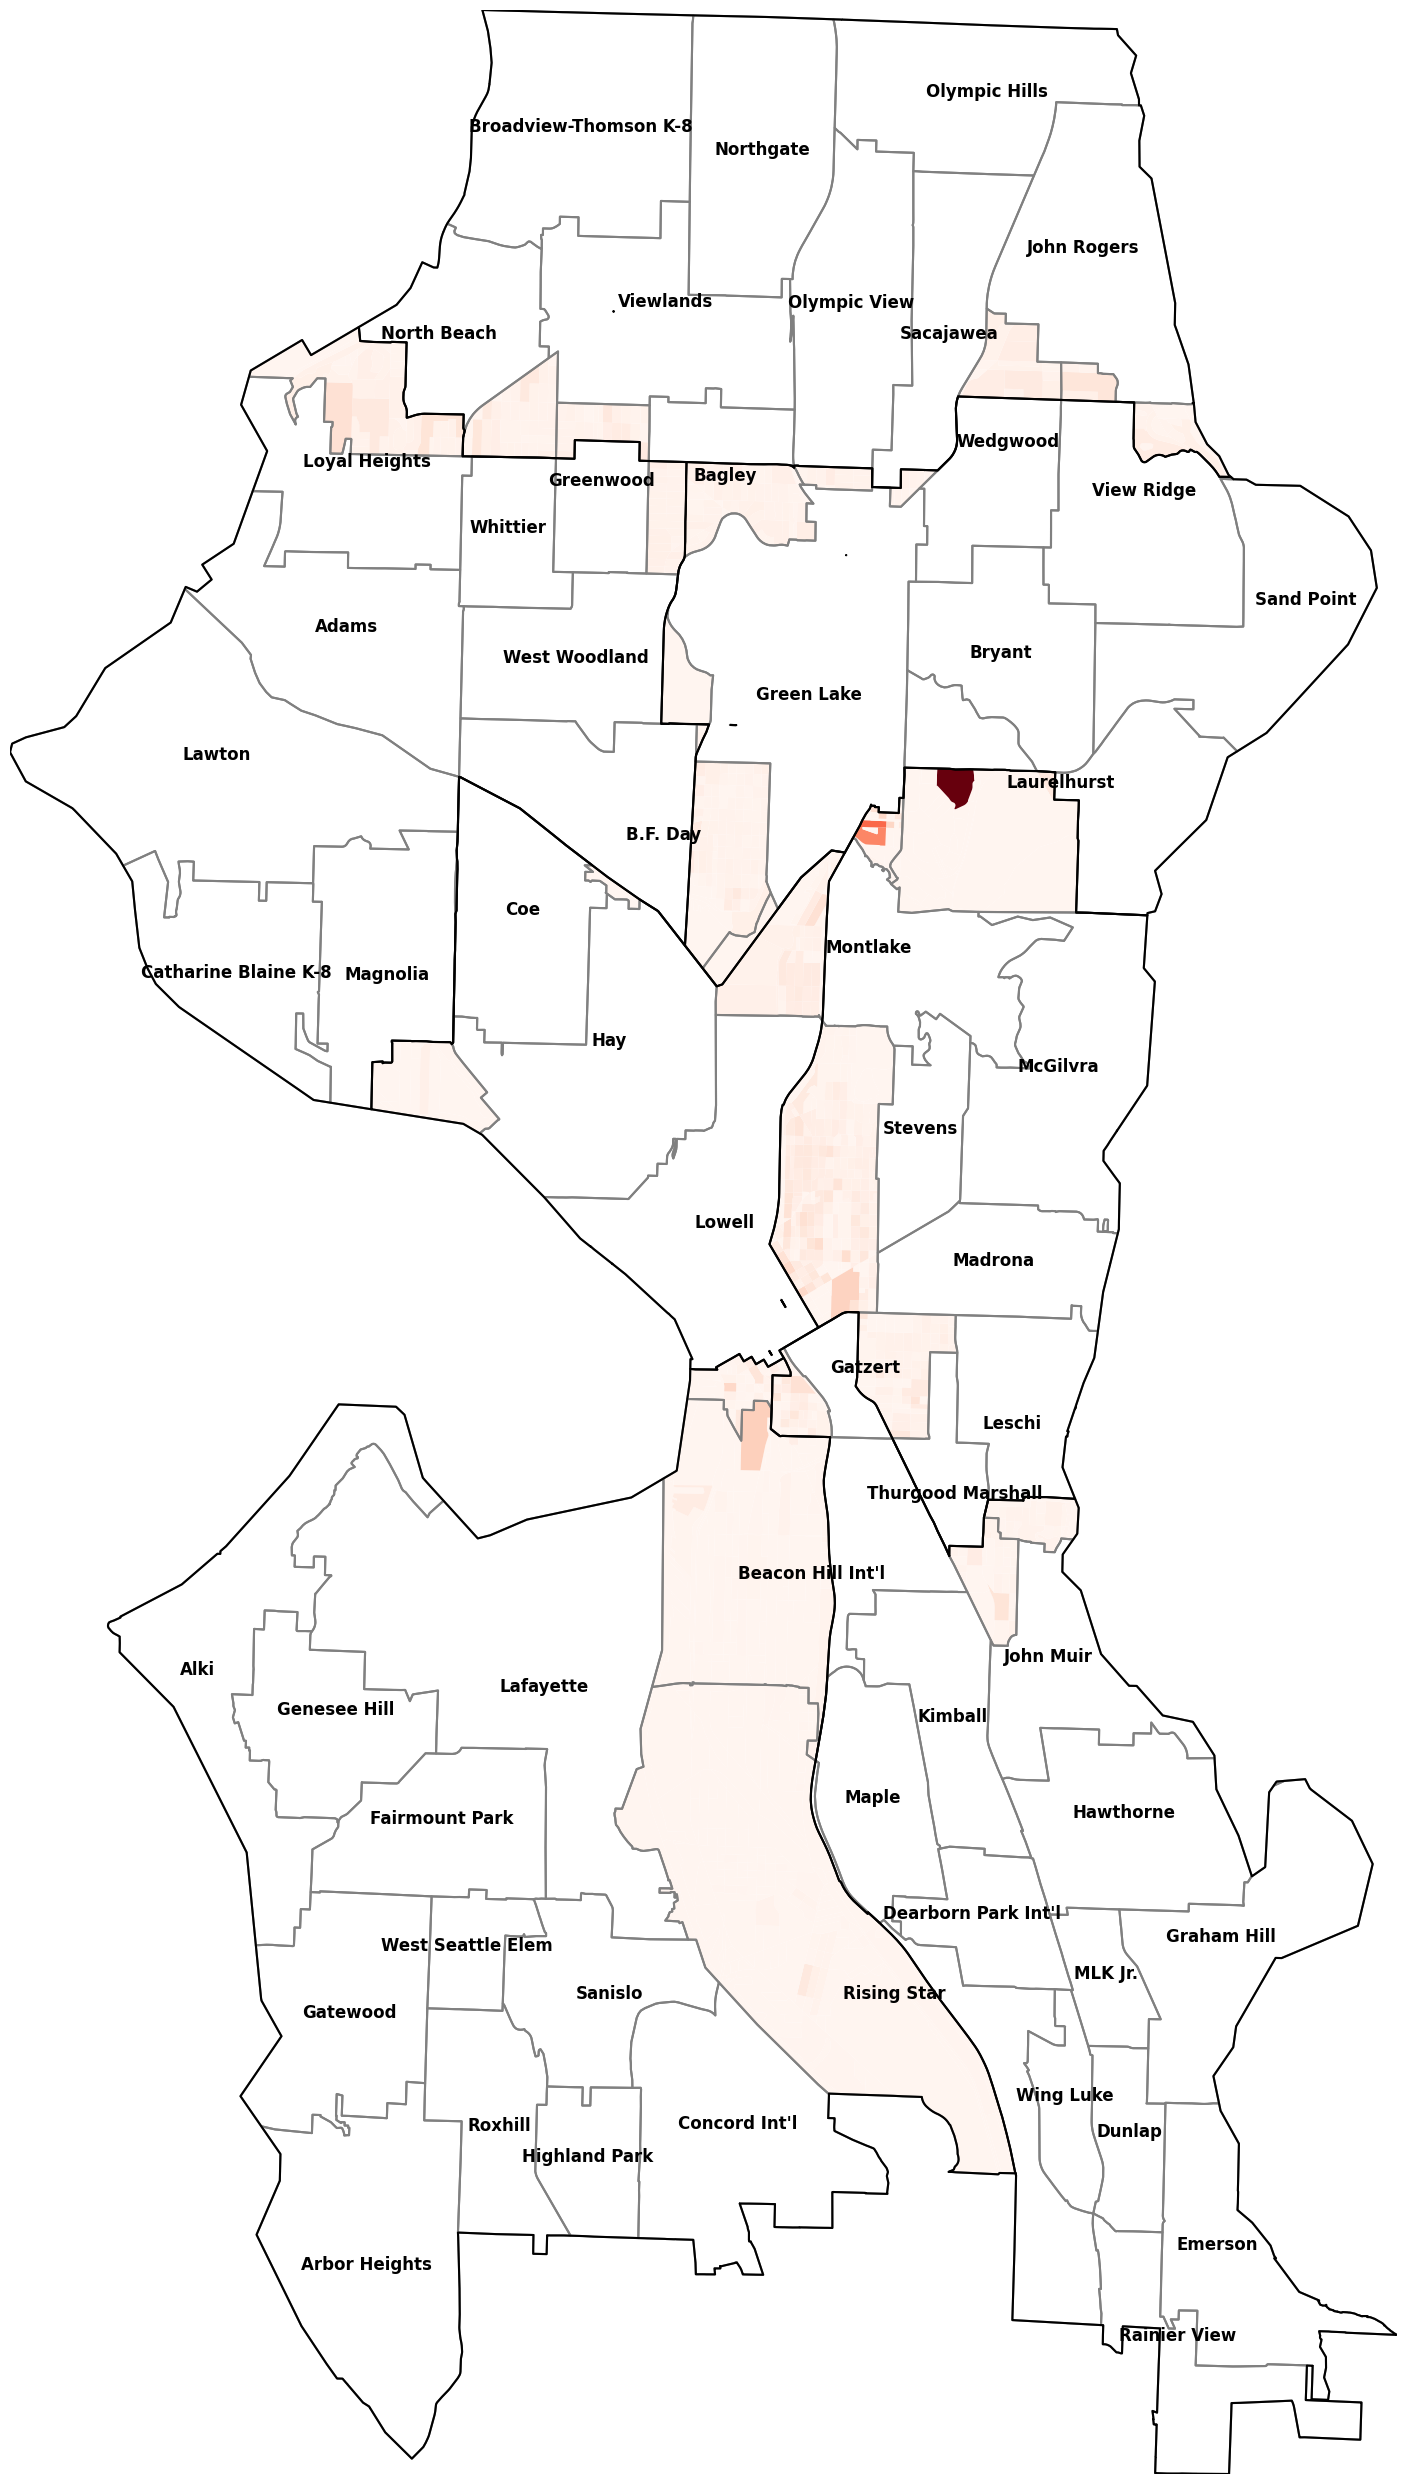 Olympic Hills
Broadview-Thomson K-8
Northgate
John Rogers
Viewlands
Olympic View
North Beach
Sacajawea
Wedgwood
Loyal Heights
Bagley
Greenwood
View Ridge
Whittier
Sand Point
Adams
Bryant
West Woodland
Green Lake
Lawton
Laurelhurst
B.F. Day
Coe
Montlake
Catharine Blaine K-8
Magnolia
Hay
McGilvra
Stevens
Lowell
Madrona
Gatzert
Leschi
Thurgood Marshall
Beacon Hill Int'l
John Muir
Alki
Lafayette
Genesee Hill
Kimball
Maple
Hawthorne
Fairmount Park
Dearborn Park Int'l
Graham Hill
West Seattle Elem
MLK Jr.
Sanislo
Rising Star
Gatewood
Wing Luke
Concord Int'l
Roxhill
Dunlap
Highland Park
Emerson
Arbor Heights
Rainier View